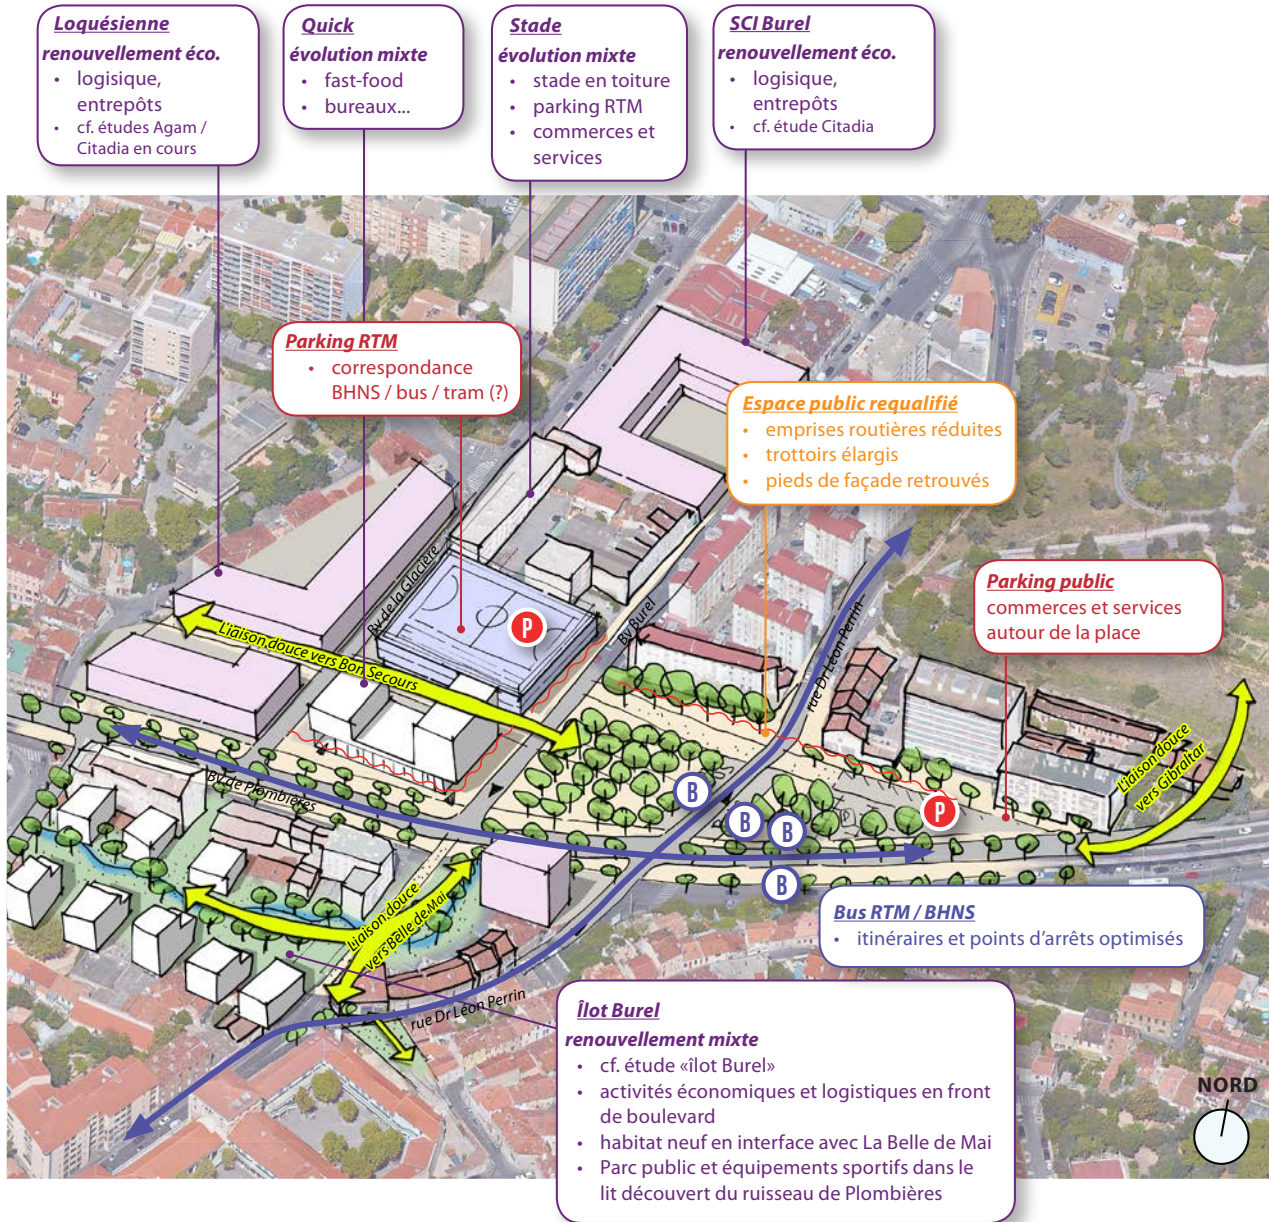 Loquésienne
renouvellement éco.
• logisique,
entrepôts
• cf. études Agam /
Citadia en cours
Quick
évolution mixte
• fast-food
• bureaux...
Stade
évolution mixte
• stade en toiture
• parking RTM
• commerces et
services
SCI Burel
renouvellement éco.
• logistique,
entrepôts
• cf. étude Citadia
Parking RTM
• correspondance
BHNS / bus / tram (?)
Espace public requalifié
• emprises routières réduites
• trottoirs élargis
• pieds de façade retrouvés
Parking public
commerces et services
autour de la place
Bv de la Glacière
P
Bv Burel
rue Dr Léon Perrin
Liaison douce vers Bon Secours
Liaison douce
vers Gibraltar
Bv de Plombières
B
B
B
B
P
Liaison douce
vers Belle de Mai
rue Dr Léon Perrin
Bus RTM / BHNS
• itinéraires et points d'arrêts optimisés
Îlot Burel
renouvellement mixte
• cf. étude «îlot Burel»
• activités économiques et logistiques en front
de boulevard
• habitat neuf en interface avec La Belle de Mai
• Parc public et équipements sportifs dans le
lit découvert du ruisseau de Plombières
NORD